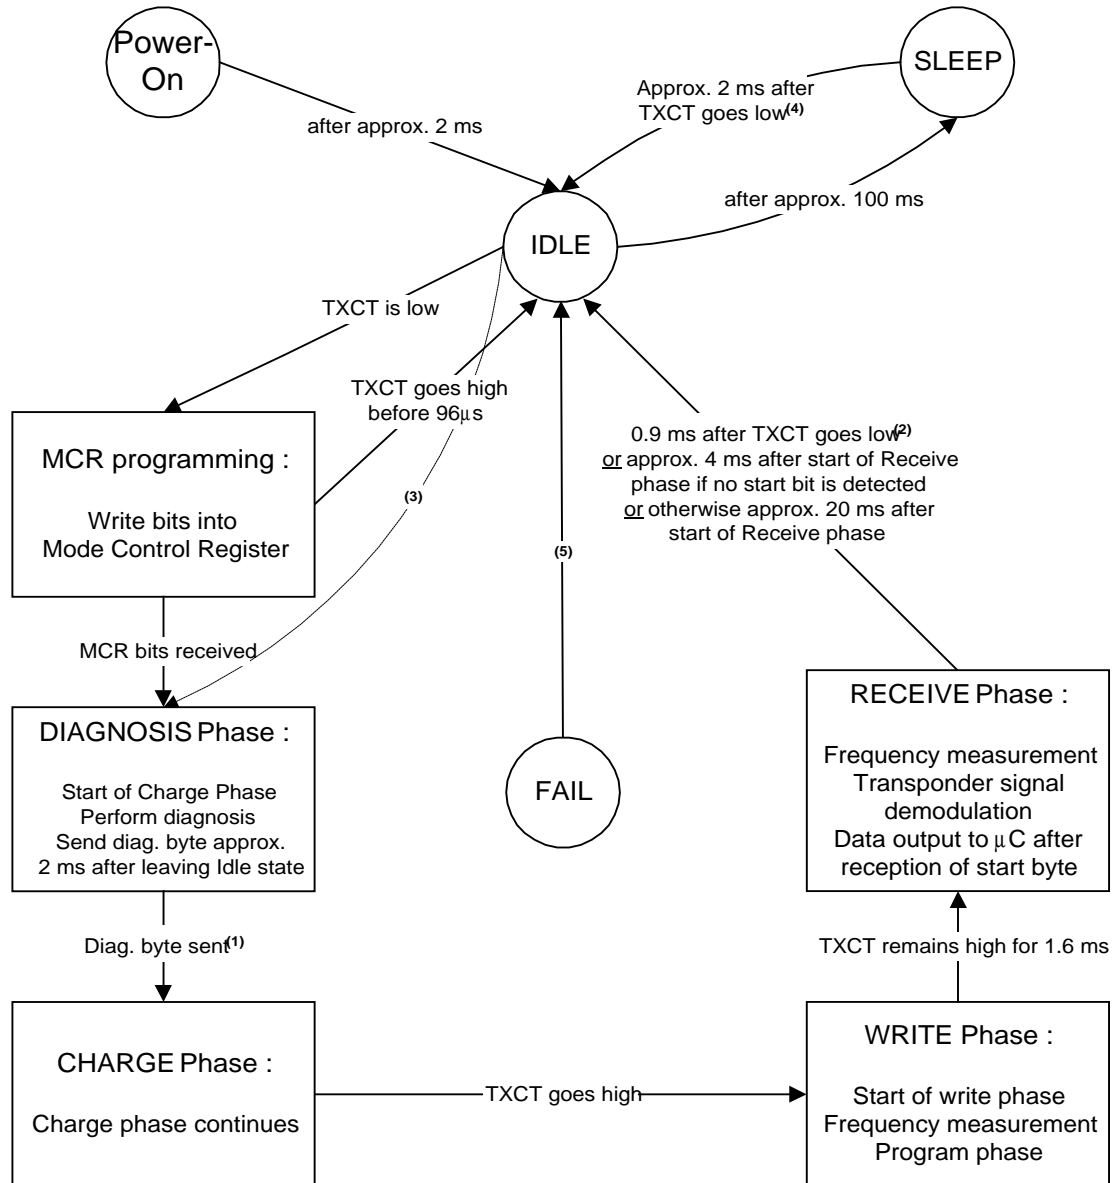 Power-
On
SLEEP
Approx. 2 ms after
TXCT goes low(4)
after approx. 2 ms
after approx. 100 ms
IDLE
TXCT is low
TXCT goes high
before 96μs
0.9 ms after TXCT goes low(2)
or approx. 4 ms after start of Receive
phase if no start bit is detected
or otherwise approx. 20 ms after
start of Receive phase
MCR programming :
Write bits into
Mode Control Register
(3)
(5)
MCR bits received
DIAGNOSIS Phase :
Start of Charge Phase
Perform diagnosis
Send diag. byte approx.
2 ms after leaving Idle state
FAIL
RECEIVE Phase :
Frequency measurement
Transponder signal
demodulation
Data output to μC after
reception of start byte
Diag. byte sent(1)
TXCT remains high for 1.6 ms
CHARGE Phase :
Charge phase continues
TXCT goes high
WRITE Phase :
Start of write phase
Frequency measurement
Program phase